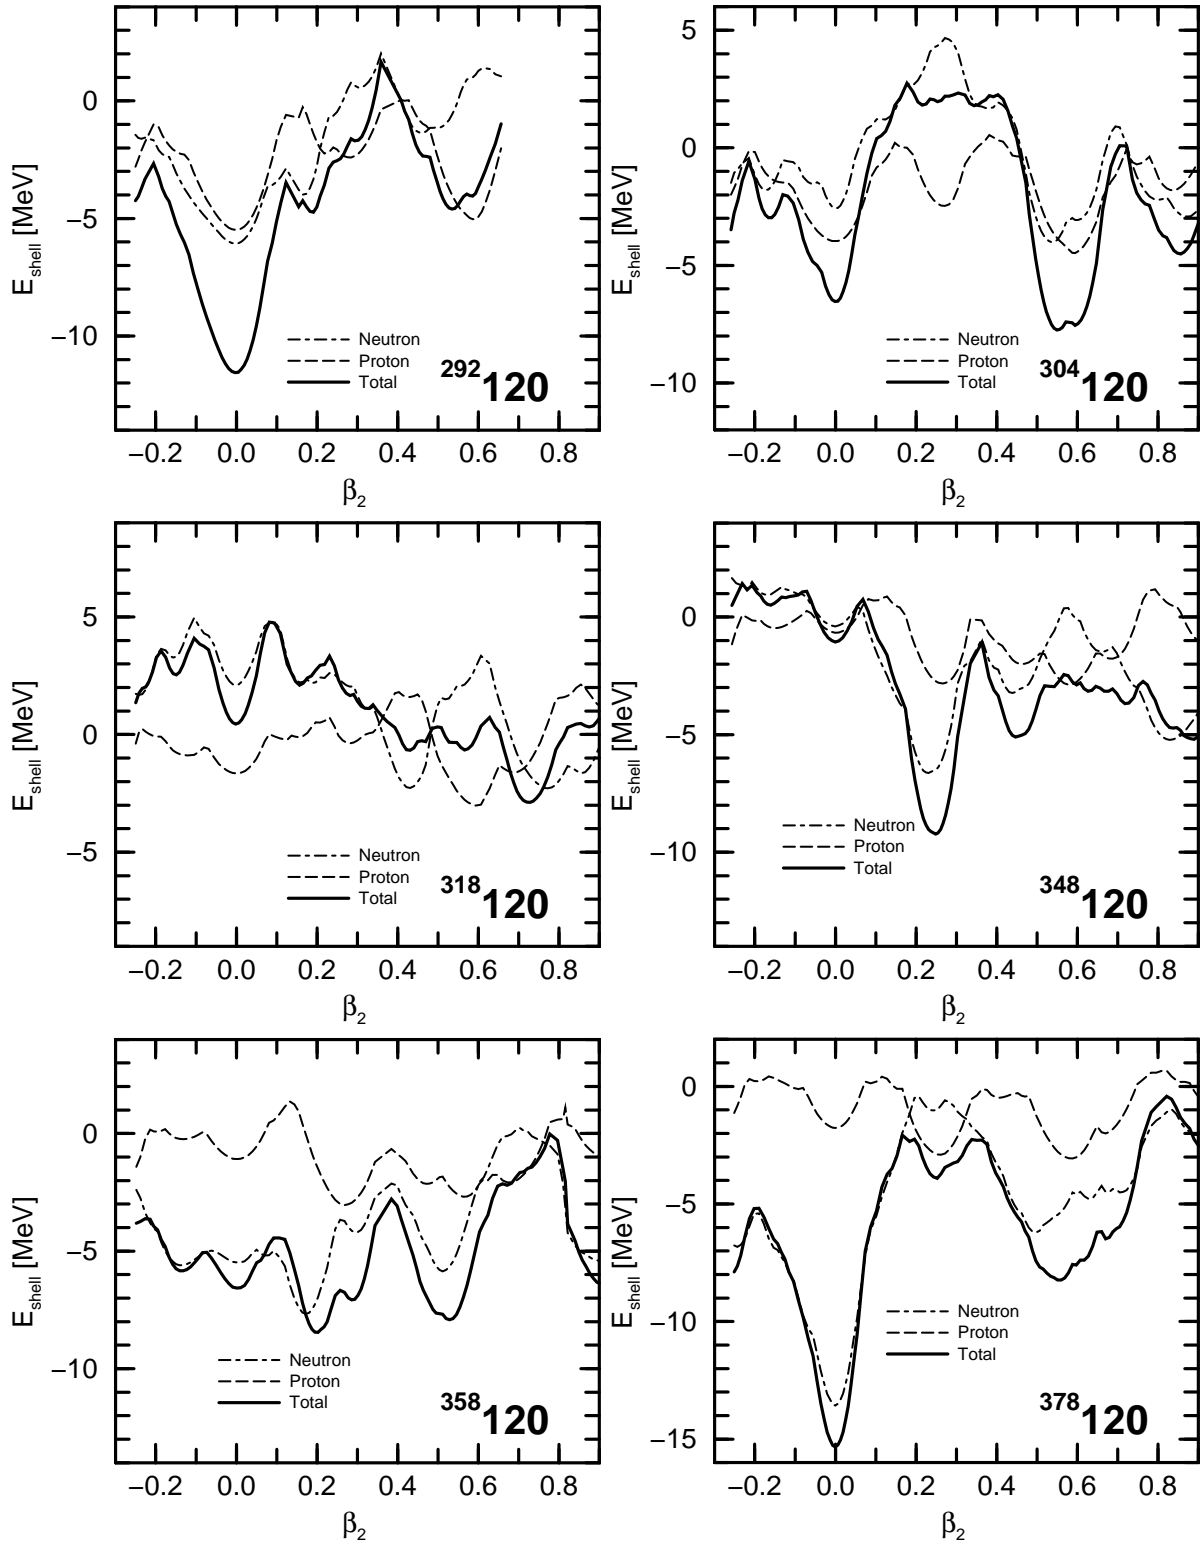 0
−5
−10
E_shell [MeV]
Neutron
Proton
Total
²⁹²120
−0.2 0.0 0.2 0.4 0.6 0.8
β₂
5
0
−5
−10
E_shell [MeV]
Neutron
Proton
Total
³⁰⁴120
−0.2 0.0 0.2 0.4 0.6 0.8
β₂
5
0
−5
E_shell [MeV]
Neutron
Proton
Total
³¹⁸120
−0.2 0.0 0.2 0.4 0.6 0.8
β₂
0
−5
−10
E_shell [MeV]
Neutron
Proton
Total
³⁴⁸120
−0.2 0.0 0.2 0.4 0.6 0.8
β₂
0
−5
−10
E_shell [MeV]
Neutron
Proton
Total
³⁵⁸120
−0.2 0.0 0.2 0.4 0.6 0.8
β₂
0
−5
−10
−15
E_shell [MeV]
Neutron
Proton
Total
³⁷⁸120
−0.2 0.0 0.2 0.4 0.6 0.8
β₂